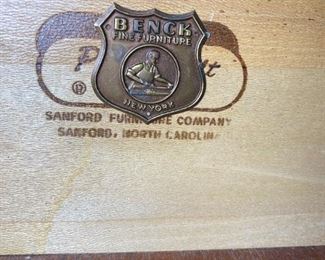 BENCK
FINE FURNITURE
NEW YORK
P t
®
SANFORD FURNITURE COMPANY
SANFORD, NORTH CAROLINA